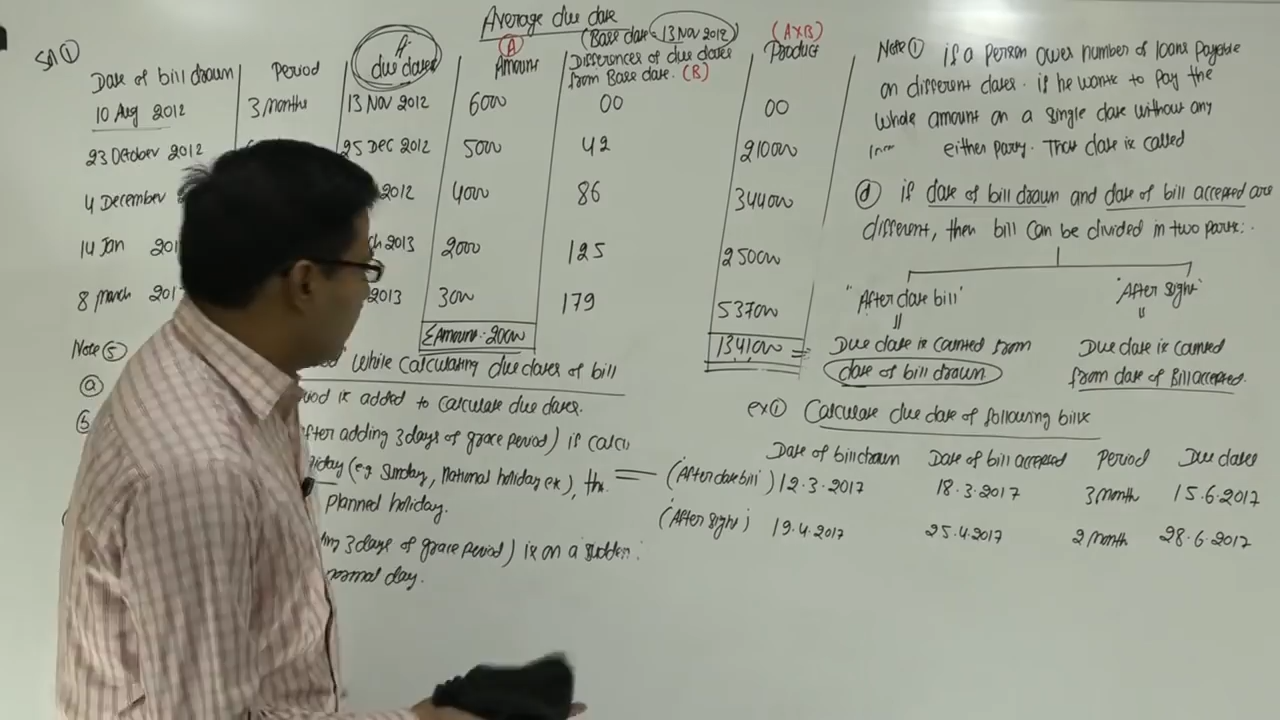 Average due date
Sol ①
(Base date = 13 Nov 2012)
Date of bill drawn Period due dates (A) Amount Differences of due dates from Base date. (B) (A×B) Product
10 Aug 2012 3 months 13 Nov 2012 6000 00 00
23 October 2012 25 Dec 2012 5000 42 210000
4 December 2012 4000 86 344000
14 Jan 2013 2000 125 250000
8 March 2013 3000 179 537000
Σ Amount = 20000 1341000
Note ① if a person owes number of loans payable
on different dates. if he wants to pay the
whole amount on a single date without any
either party. That date is called
(d) if date of bill drawn and date of bill accepted are
different, then bill can be divided in two parts:
"After date bill" "After Sight"
Due date is counted from Due date is counted
date of bill drawn from date of Bill accepted.
Note ⑤ While calculating due dates of bill
(a) is added to calculate due dates.
(b) after adding 3 days of grace period) is
(e.g. Sunday, National holiday ex),
planned holiday.
3 days of grace period) is on a sudden
normal day.
ex ① Calculate due date of following bills
Date of bill drawn Date of bill accepted Period Due dates
(After date bill) 12.3.2017 18.3.2017 3 month 15.6.2017
(After Sight) 19.4.2017 25.4.2017 2 month 28.6.2017